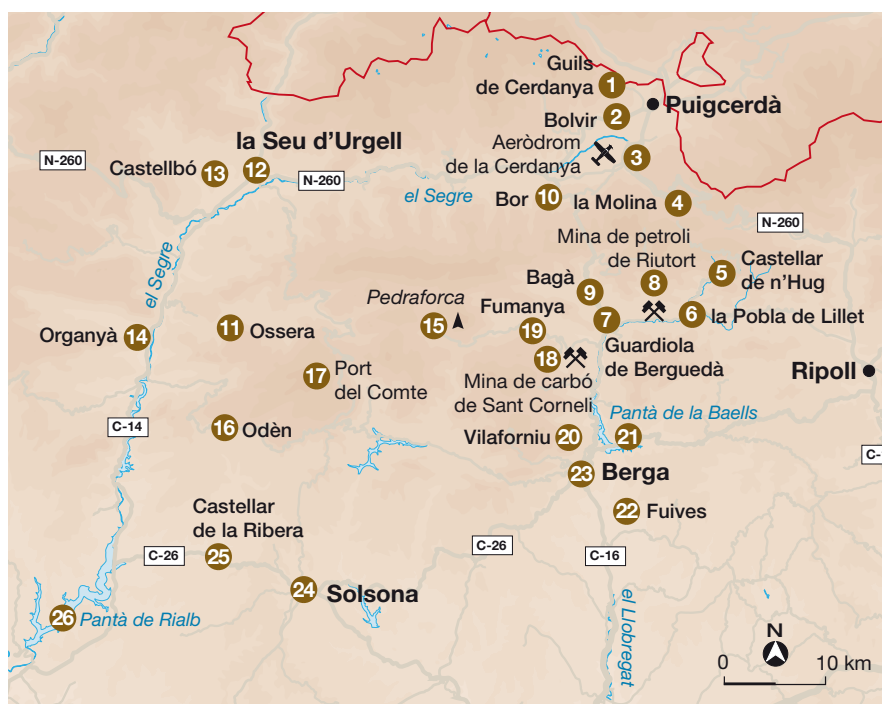 Guils
de Cerdanya
1
Puigcerdà
Bolvir
2
Aeròdrom
de la Cerdanya
3
la Seu d'Urgell
N-260
Castellbó
13
12
N-260
el Segre
Bor
10
la Molina
4
N-260
Mina de petroli
de Riutort
8
Castellar
de n'Hug
5
el Segre
Bagà
9
Pedraforca
15
Fumanya
19
7
6
la Pobla de Lillet
Organyà
14
11
Ossera
Guardiola
de Berguedà
18
Mina de carbó
de Sant Corneli
17
Port
del Comte
Ripoll
C-14
16
Odèn
Pantà de la Baells
Vilaforniu
20
21
C-
23
Berga
Castellar
de la Ribera
22
Fuives
C-26
25
C-26
C-16
24
Solsona
26
Pantà de Rialb
el Llobregat
N
0
10 km